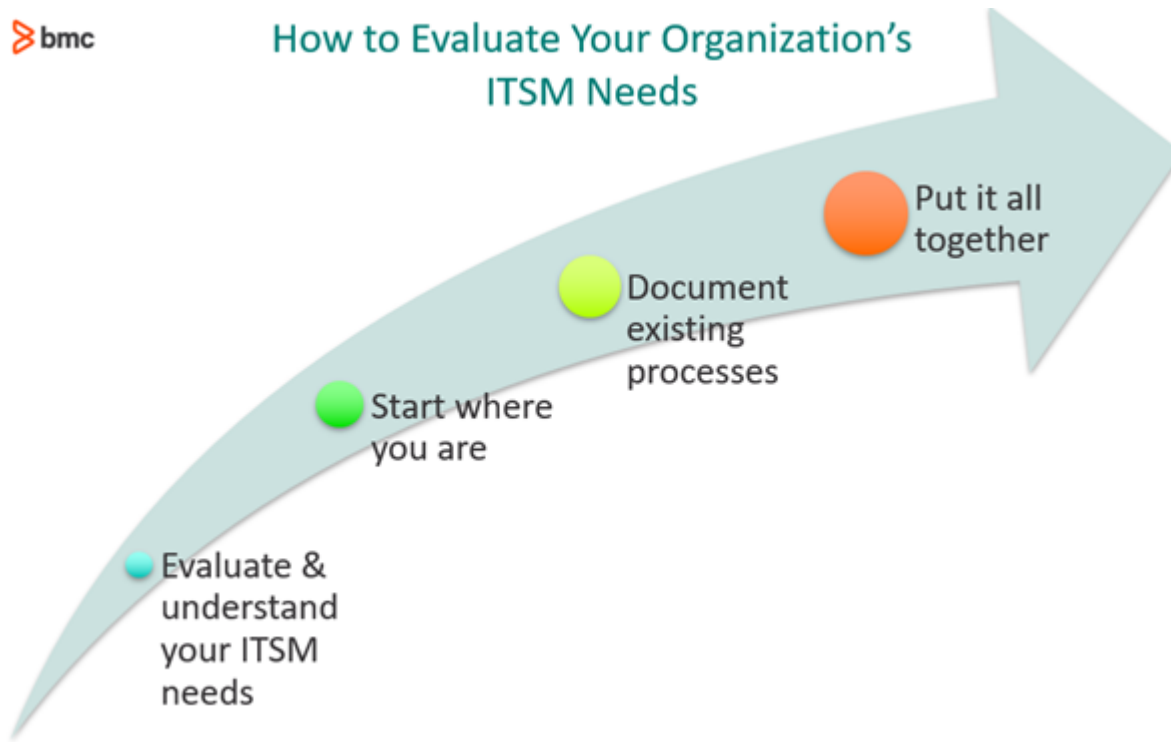 bmc
How to Evaluate Your Organization's
ITSM Needs
Evaluate &
understand
your ITSM
needs
Start where
you are
Document
existing
processes
Put it all
together